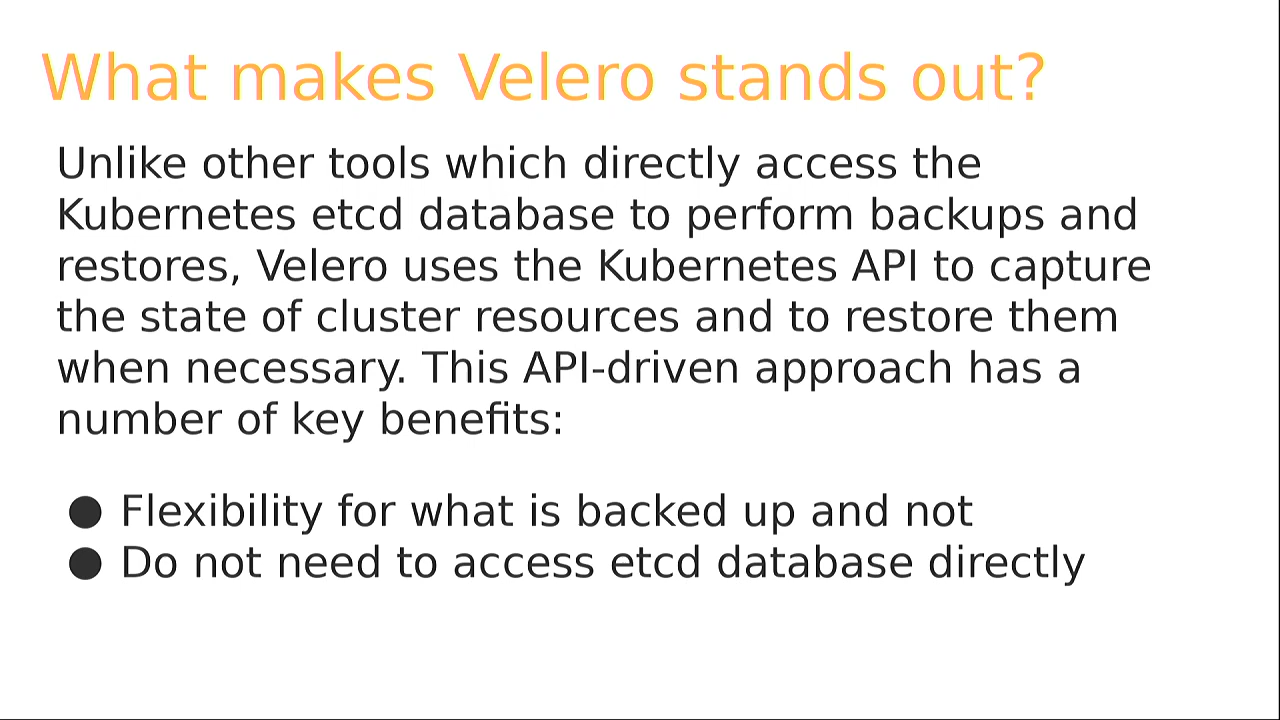 What makes Velero stands out?
Unlike other tools which directly access the
Kubernetes etcd database to perform backups and
restores, Velero uses the Kubernetes API to capture
the state of cluster resources and to restore them
when necessary. This API-driven approach has a
number of key benefits:
● Flexibility for what is backed up and not
● Do not need to access etcd database directly